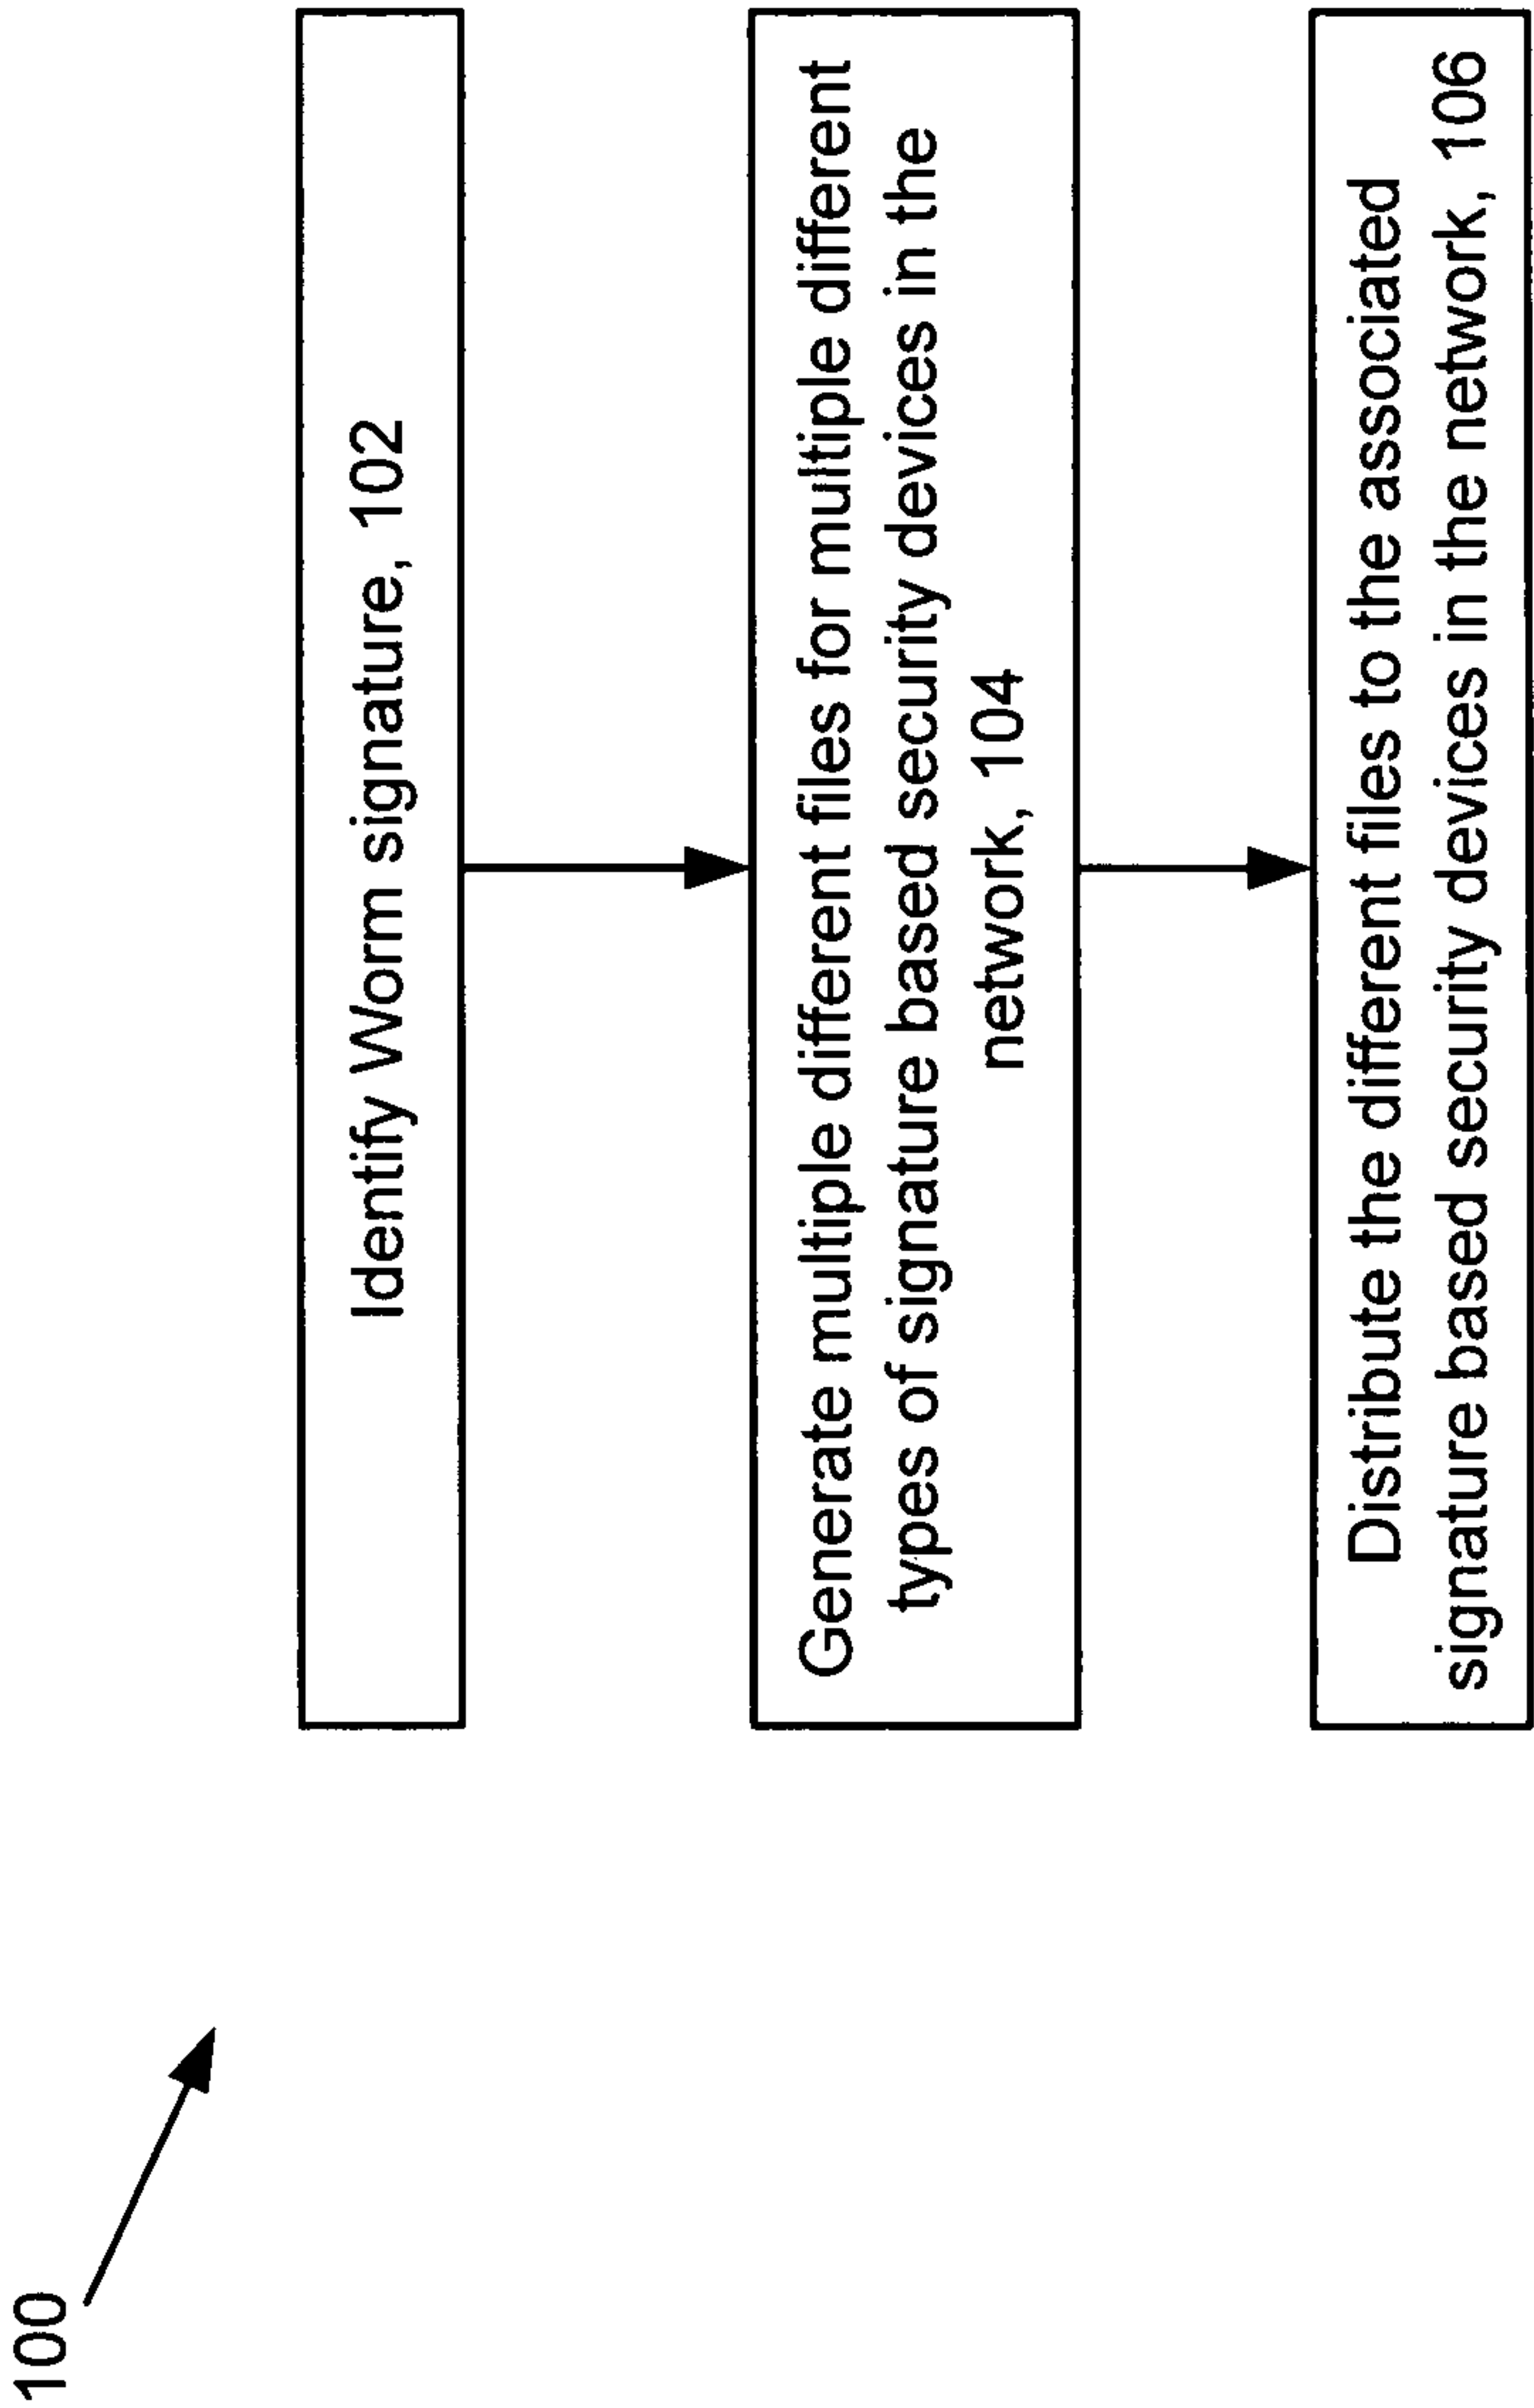 100
Identify Worm signature, 102
Generate multiple different files for multiple different
types of signature based security devices in the
network, 104
Distribute the different files to the associated
signature based security devices in the network, 106